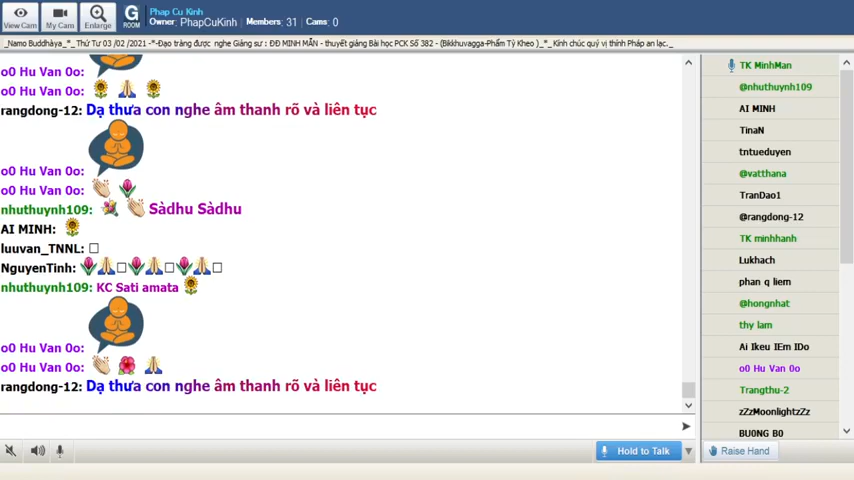 View Cam
My Cam
Enlarge
G
ROOM
Phap Cu Kinh
Owner: PhapCuKinh Members: 31 Cams: 0
_Namo Buddhàya_*_ Thứ Tư 03 /02 /2021 -*-Đạo tràng được nghe Giảng sư : ĐĐ MINH MẪN - thuyết giảng Bài học PCK Số 382 - (Bikkhuvagga-Phẩm Tỳ Kheo )_*_ Kính chúc quý vị thính Pháp an lạc._
o0 Hu Van 0o:
o0 Hu Van 0o:
rangdong-12: Dạ thưa con nghe âm thanh rõ và liên tục
o0 Hu Van 0o:
o0 Hu Van 0o:
nhuthuynh109: Sàdhu Sàdhu
AI MINH:
luuvan_TNNL:
NguyenTinh:
nhuthuynh109: KC Sati amata
o0 Hu Van 0o:
o0 Hu Van 0o:
rangdong-12: Dạ thưa con nghe âm thanh rõ và liên tục
TK MinhMan
@nhuthuynh109
AI MINH
TinaN
tntueduyen
@vatthana
TranDao1
@rangdong-12
TK minhhanh
Lukhach
phan q liem
@hongnhat
thy lam
Ai Ikeu IEm IDo
o0 Hu Van 0o
Trangthu-2
zZzMoonlightzZz
BU0NG B0
Hold to Talk
Raise Hand